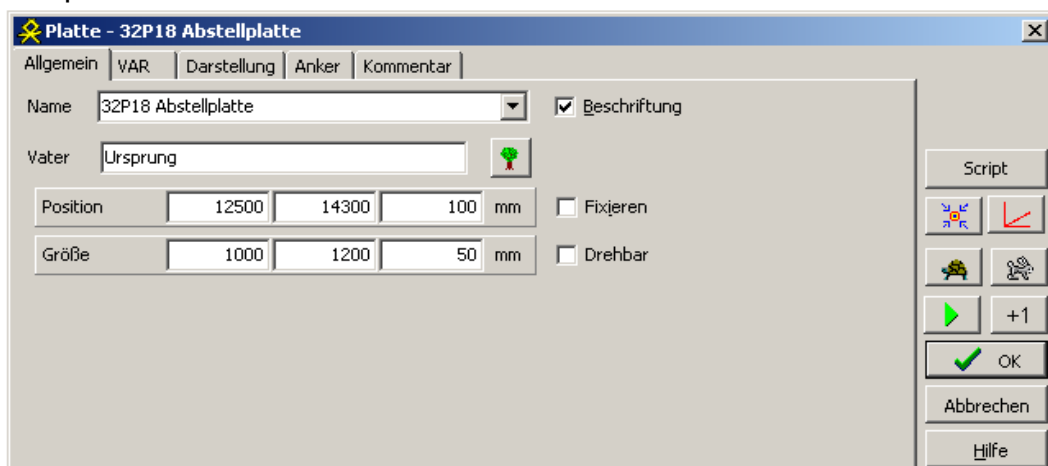 Platte - 32P18 Abstellplatte
Allgemein VAR Darstellung Anker Kommentar
Name 32P18 Abstellplatte Beschriftung
Vater Ursprung
Script
Position 12500 14300 100 mm Fixieren
Größe 1000 1200 50 mm Drehbar
+1
OK
Abbrechen
Hilfe